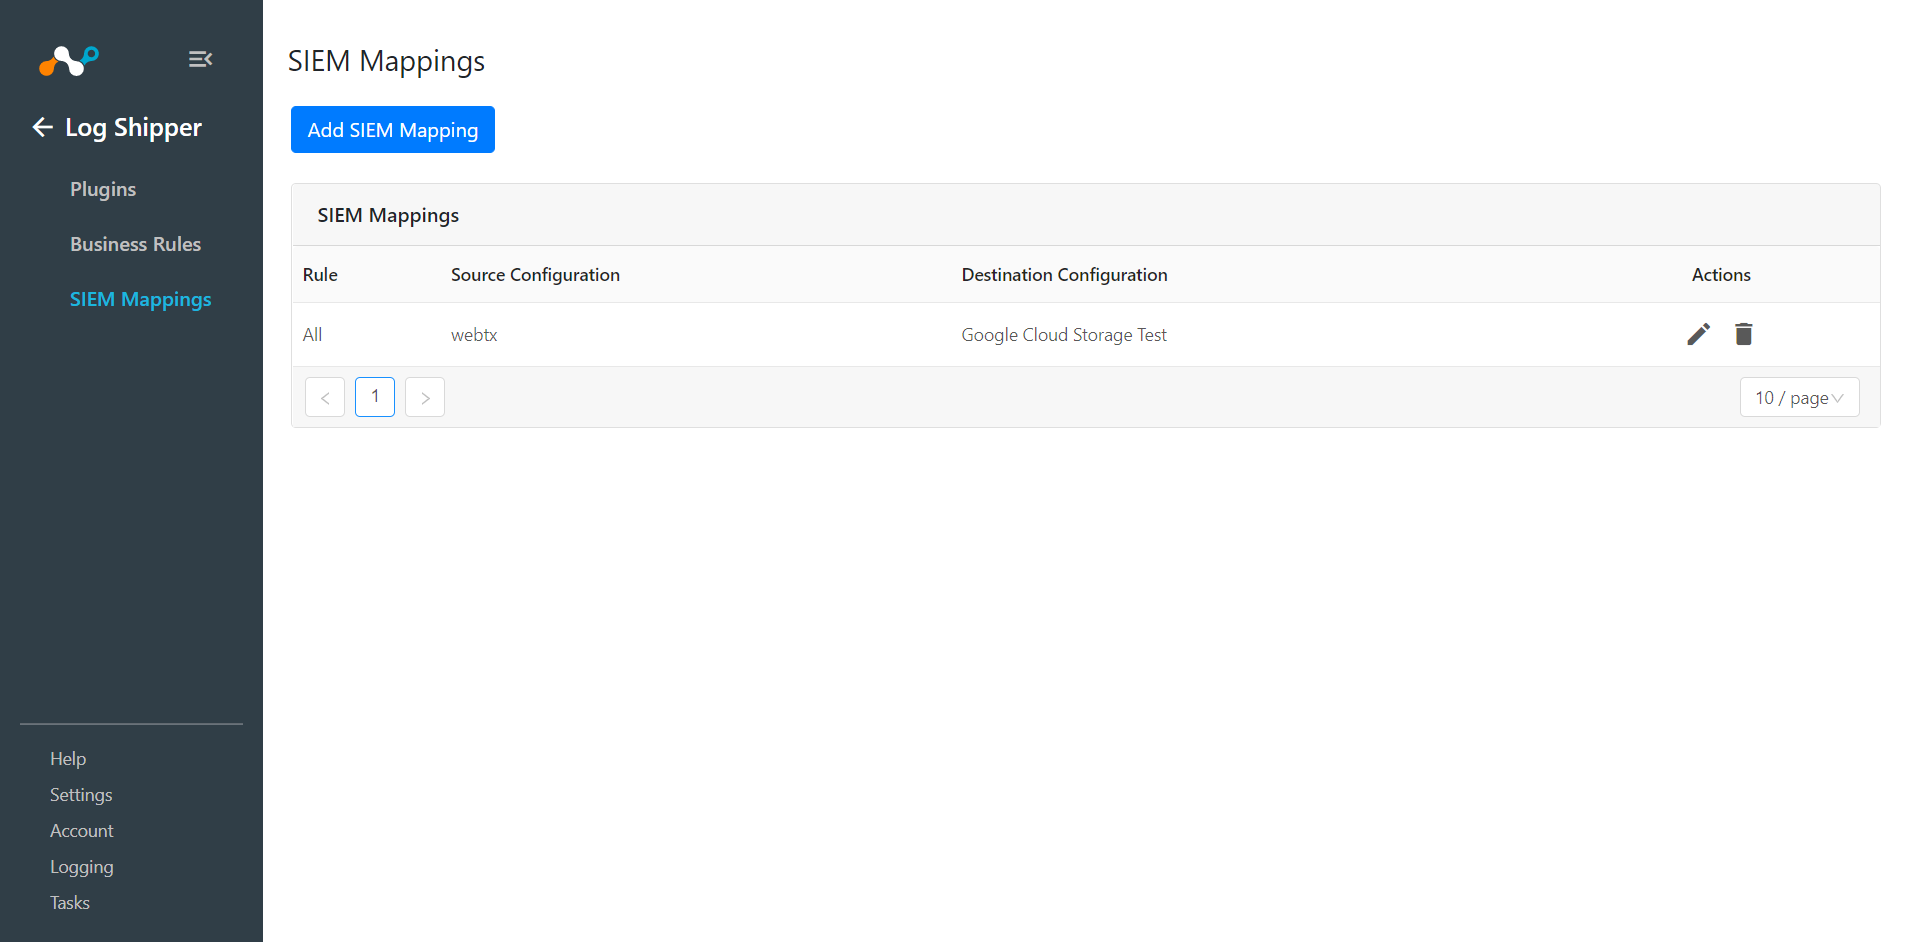 Log Shipper
Plugins
Business Rules
SIEM Mappings
Help
Settings
Account
Logging
Tasks
SIEM Mappings
Add SIEM Mapping
SIEM Mappings
Rule Source Configuration Destination Configuration Actions
All webtx Google Cloud Storage Test
< 1 > 10 / page